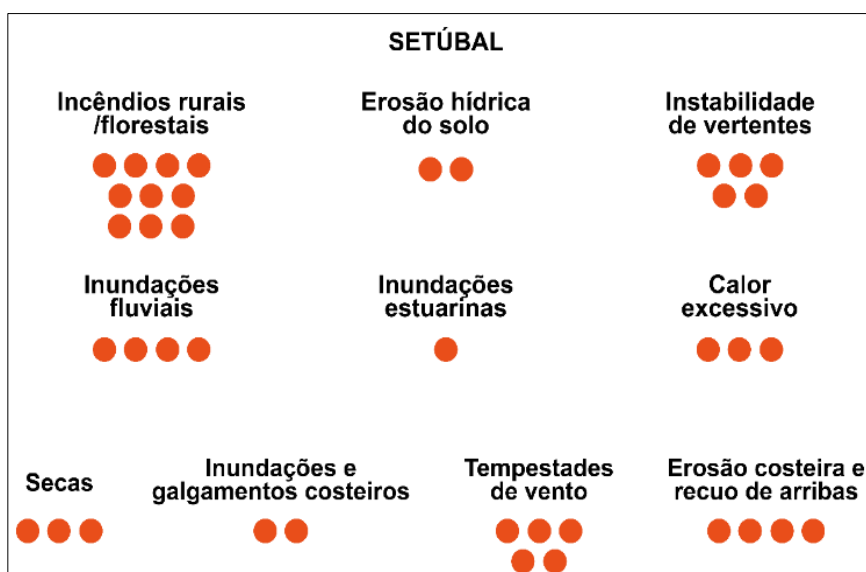 SETÚBAL
Incêndios rurais
/florestais
Erosão hídrica
do solo
Instabilidade
de vertentes
Inundações
fluviais
Inundações
estuarinas
Calor
excessivo
Secas
Inundações e
galgamentos costeiros
Tempestades
de vento
Erosão costeira e
recuo de arribas